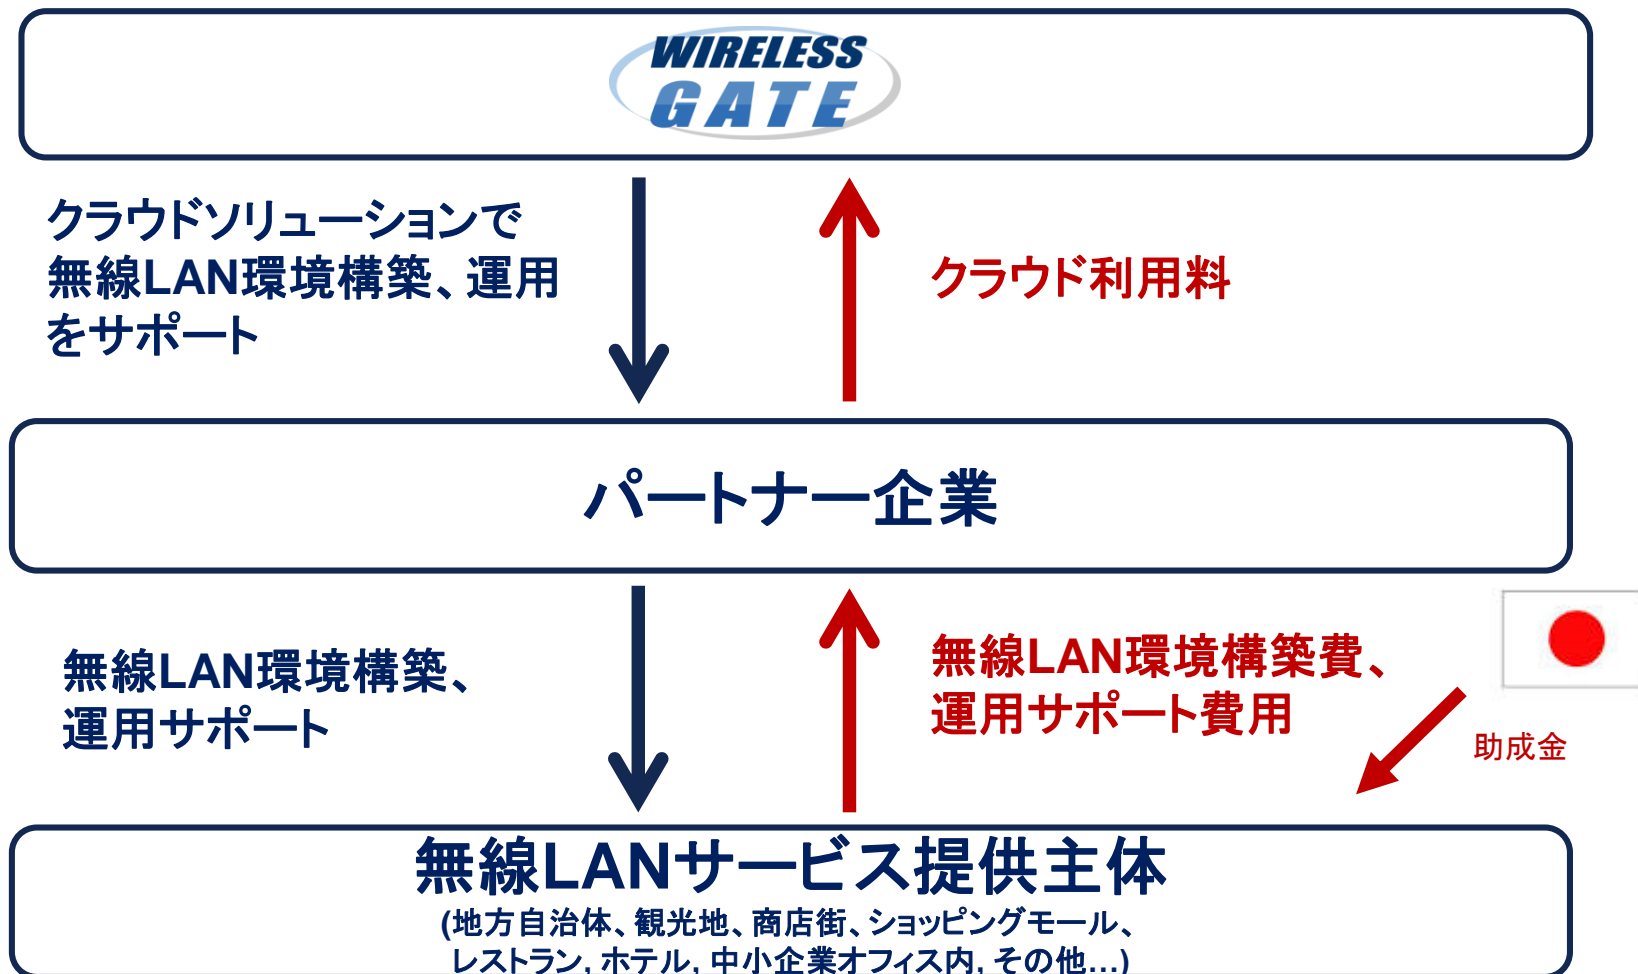 WIRELESS
GATE
クラウドソリューションで
無線LAN環境構築、運用
をサポート
クラウド利用料
パートナー企業
無線LAN環境構築、
運用サポート
無線LAN環境構築費、
運用サポート費用
助成金
無線LANサービス提供主体
(地方自治体、観光地、商店街、ショッピングモール、
レストラン, ホテル, 中小企業オフィス内, その他…)